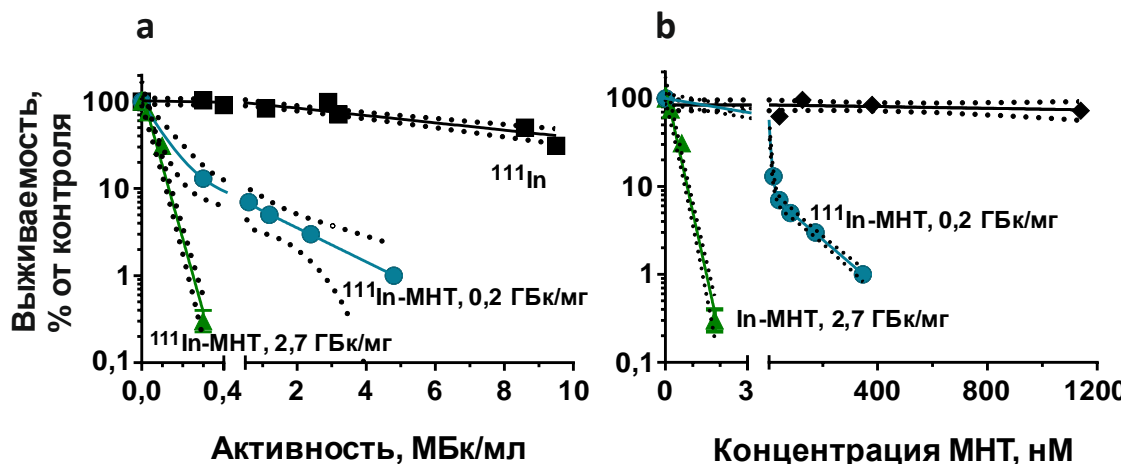 a
b
Выживаемость,
% от контроля
100
10
1
0,1
100
10
1
0,1
¹¹¹In
¹¹¹In-МНТ, 0,2 ГБк/мг
¹¹¹In-МНТ, 2,7 ГБк/мг
¹¹¹In-МНТ, 0,2 ГБк/мг
In-МНТ, 2,7 ГБк/мг
0,0 0,4 2 4 6 8 10
0 3 400 800 1200
Активность, МБк/мл
Концентрация МНТ, нМ